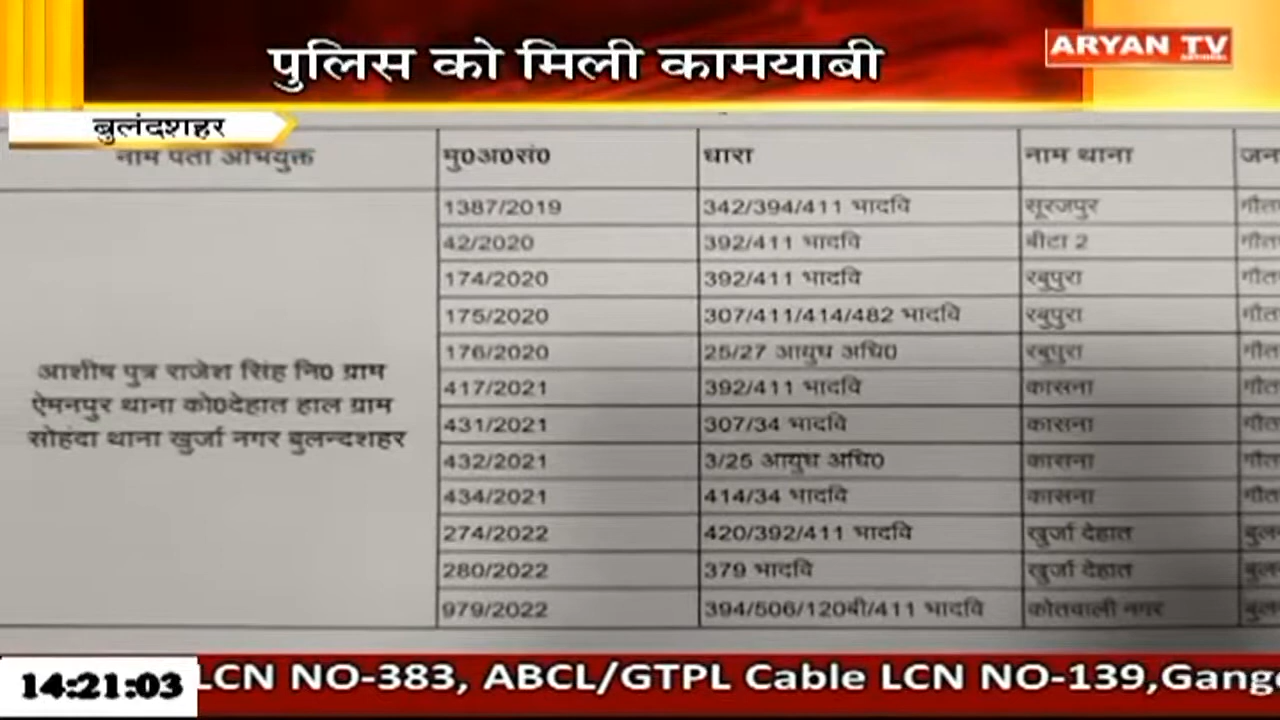 पुलिस को मिली कामयाबी
ARYAN TV
बुलंदशहर
नाम पता अभियुक्त मु0अ0सं0 धारा नाम थाना जन
1387/2019 342/394/411 भादवि सूरजपुर गौत
42/2020 392/411 भादवि बीटा 2 गौत
174/2020 392/411 भादवि रबुपुरा गौत
175/2020 307/411/414/482 भादवि रबुपुरा गौत
176/2020 25/27 आयुध अधि0 रबुपुरा गौत
आशीष पुत्र राजेश सिंह नि0 ग्राम
ऐमनपुर थाना को0देहात हाल ग्राम
सोहंदा थाना खुर्जा नगर बुलन्दशहर
417/2021 392/411 भादवि कासना गौत
431/2021 307/34 भादवि कासना गौत
432/2021 3/25 आयुध अधि0 कासना गौत
434/2021 414/34 भादवि कासना गौत
274/2022 420/392/411 भादवि खुर्जा देहात बुल
280/2022 379 भादवि खुर्जा देहात बुल
979/2022 394/506/120बी/411 भादवि कोतवाली नगर बुल
14:21:03 LCN NO-383, ABCL/GTPL Cable LCN NO-139,Gange